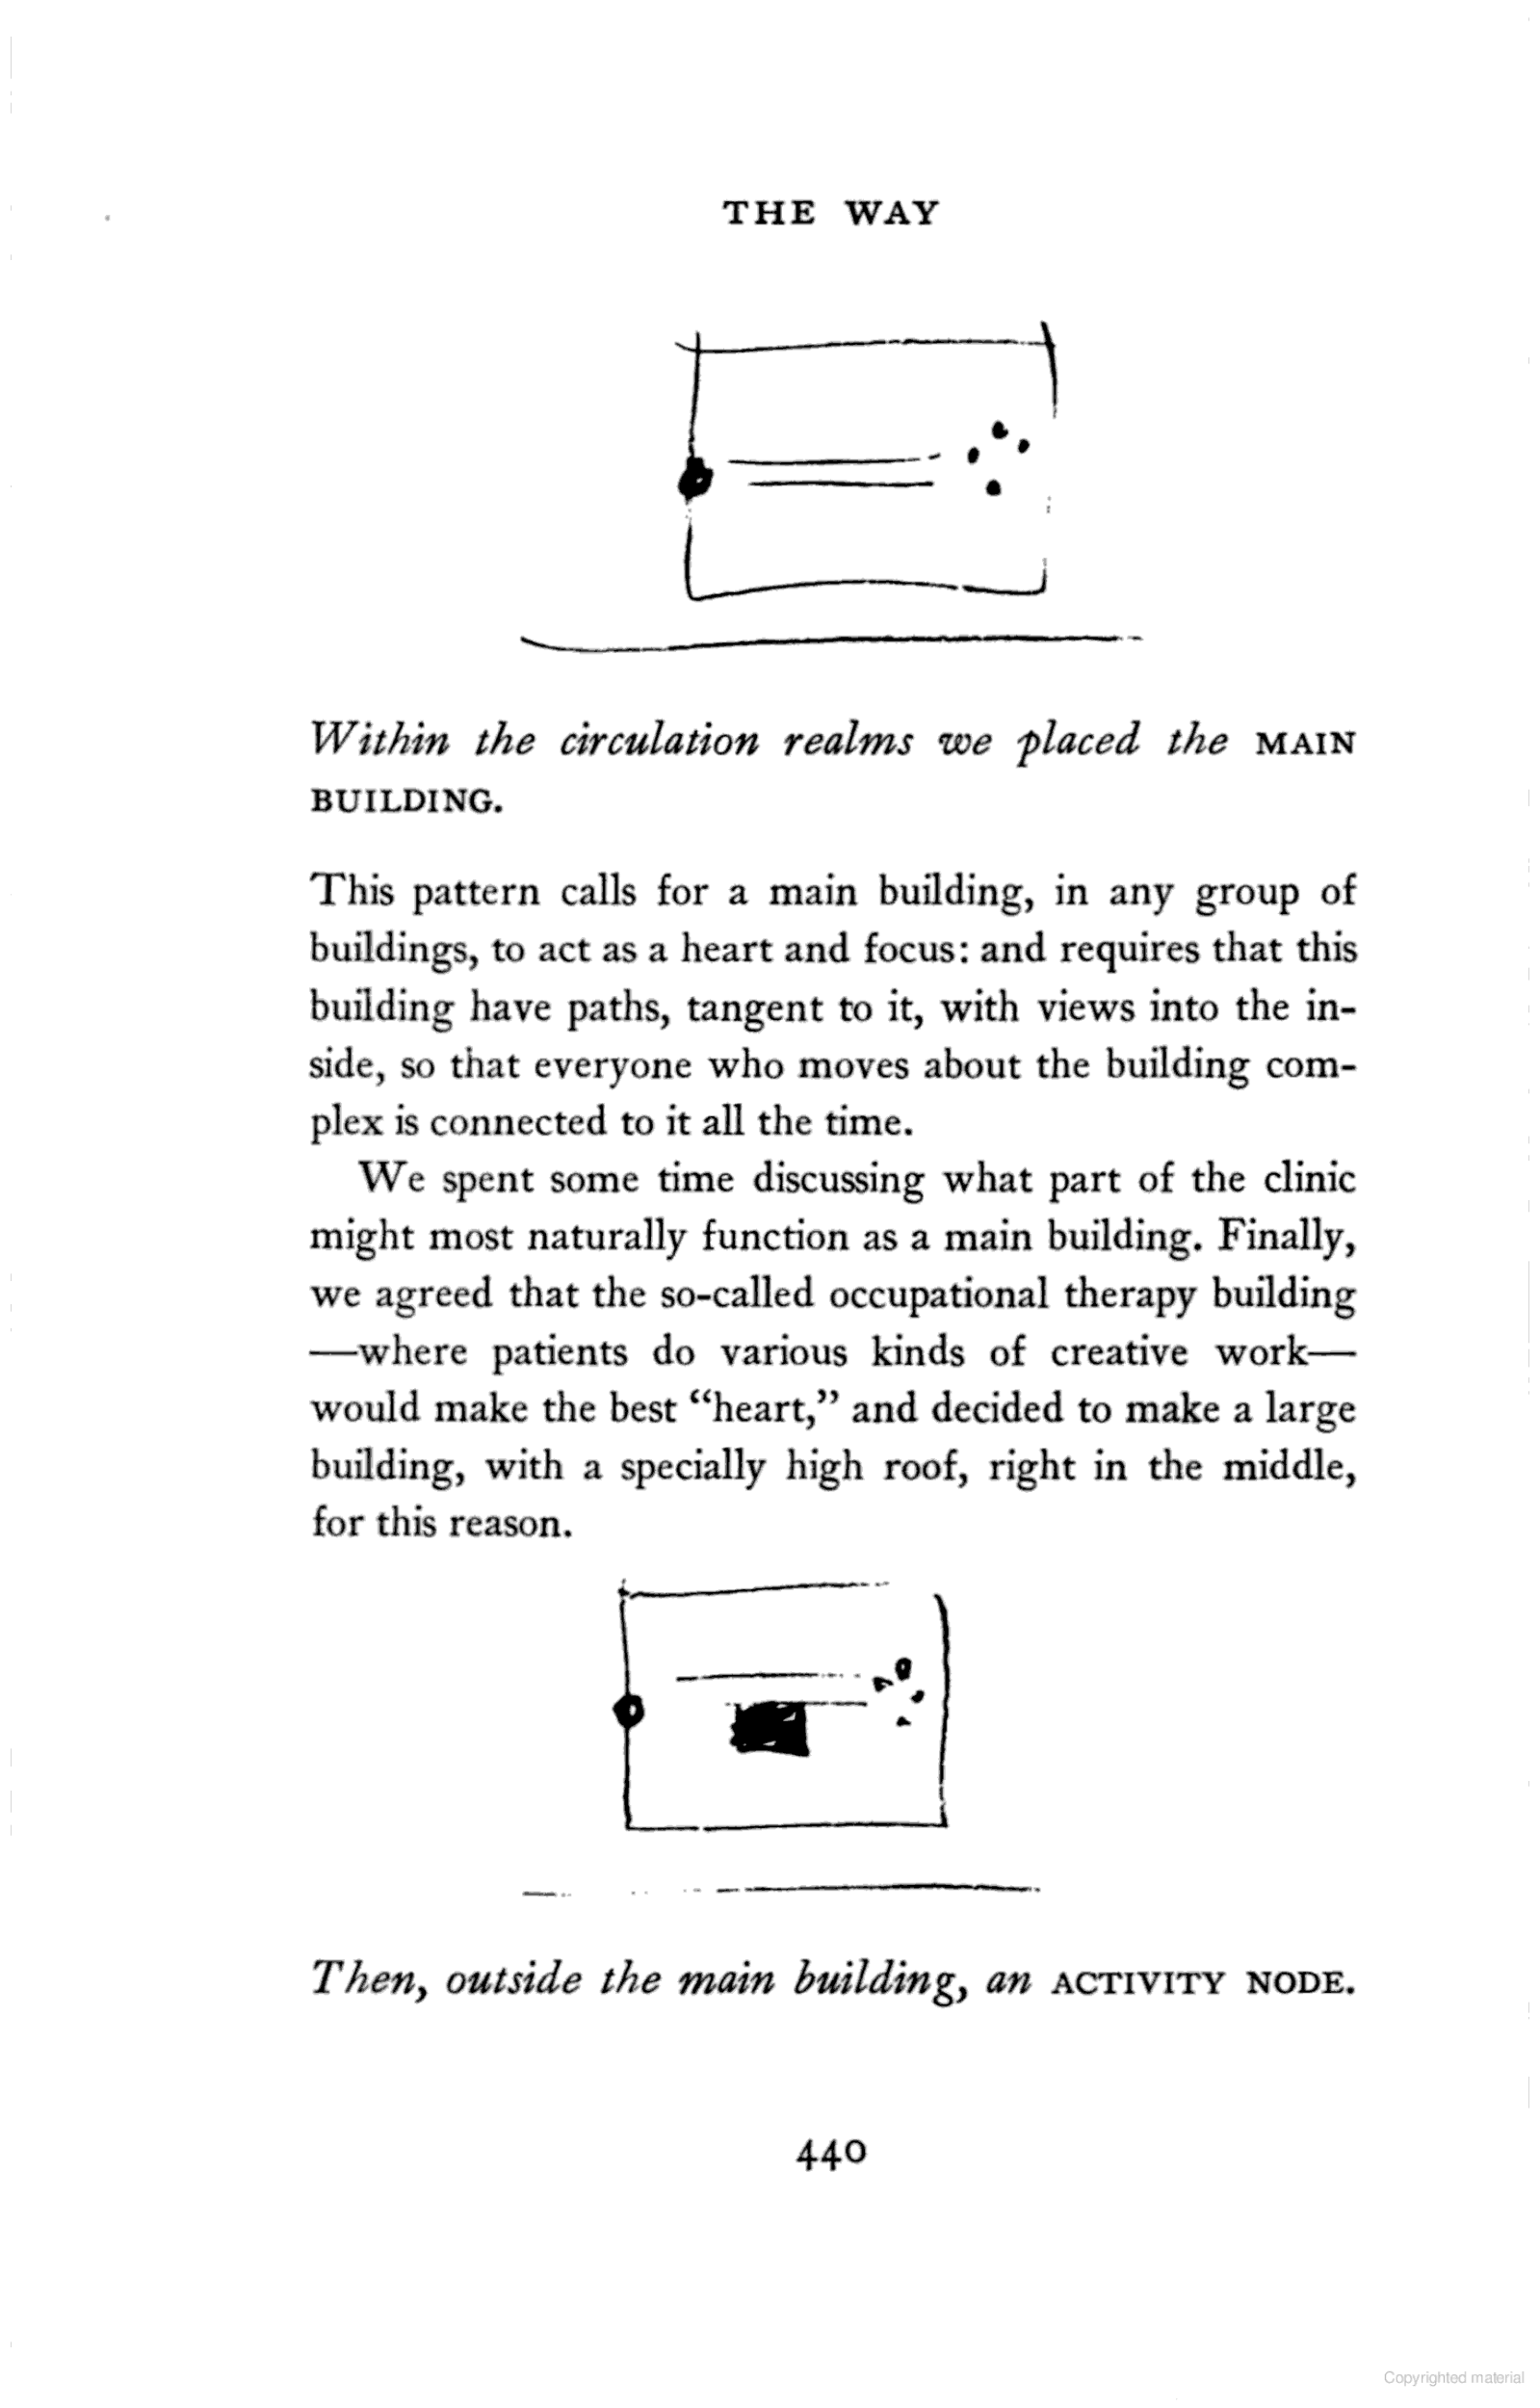 THE WAY
Within the circulation realms we placed the MAIN
BUILDING.
This pattern calls for a main building, in any group of
buildings, to act as a heart and focus: and requires that this
building have paths, tangent to it, with views into the in-
side, so that everyone who moves about the building com-
plex is connected to it all the time.
We spent some time discussing what part of the clinic
might most naturally function as a main building. Finally,
we agreed that the so-called occupational therapy building
—where patients do various kinds of creative work—
would make the best “heart,” and decided to make a large
building, with a specially high roof, right in the middle,
for this reason.
Then, outside the main building, an ACTIVITY NODE.
440
Copyrighted material